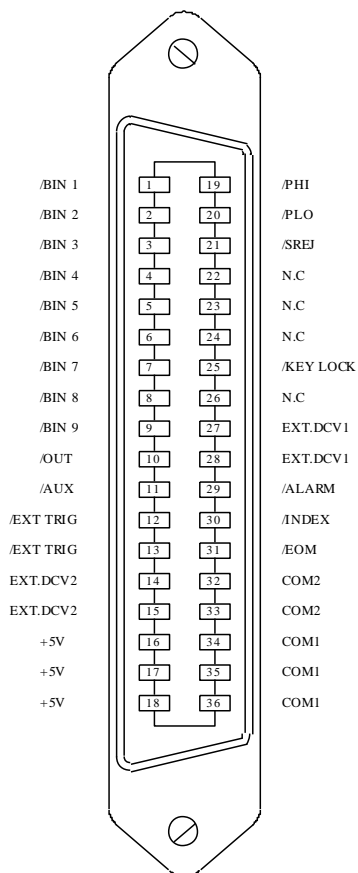 /BIN 1 1 19 /PHI
/BIN 2 2 20 /PLO
/BIN 3 3 21 /SREJ
/BIN 4 4 22 N.C
/BIN 5 5 23 N.C
/BIN 6 6 24 N.C
/BIN 7 7 25 /KEY LOCK
/BIN 8 8 26 N.C
/BIN 9 9 27 EXT.DCV1
/OUT 10 28 EXT.DCV1
/AUX 11 29 /ALARM
/EXT TRIG 12 30 /INDEX
/EXT TRIG 13 31 /EOM
EXT.DCV2 14 32 COM2
EXT.DCV2 15 33 COM2
+5V 16 34 COM1
+5V 17 35 COM1
+5V 18 36 COM1